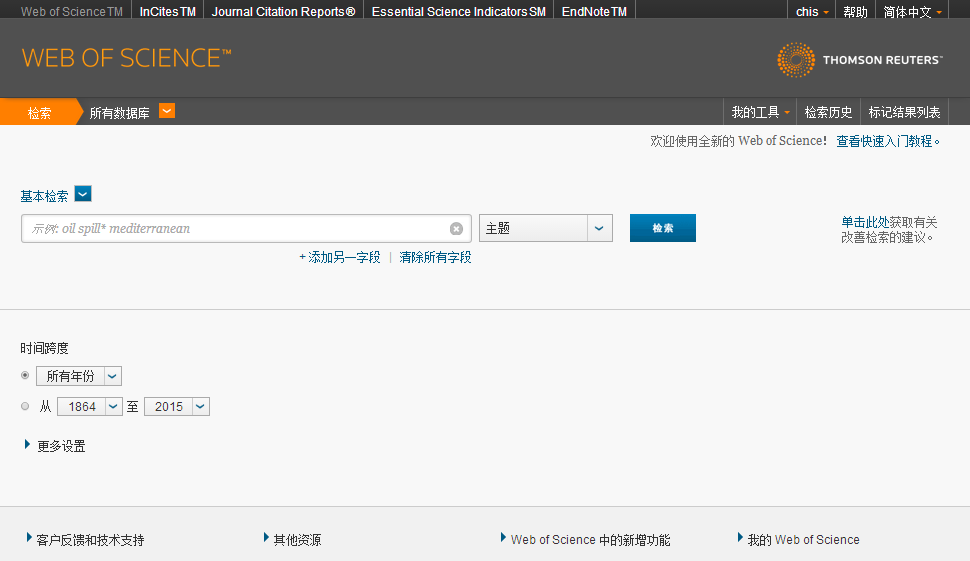 Web of ScienceTM InCitesTM Journal Citation Reports® Essential Science IndicatorsSM EndNoteTM chis 帮助 简体中文
WEB OF SCIENCE™
THOMSON REUTERS™
检索 所有数据库 我的工具 检索历史 标记结果列表
欢迎使用全新的 Web of Science! 查看快速入门教程。
基本检索
示例: oil spill* mediterranean 主题 检索
单击此处获取有关
改善检索的建议。
+ 添加另一字段 | 清除所有字段
时间跨度
所有年份
从 1864 至 2015
更多设置
客户反馈和技术支持 其他资源 Web of Science 中的新增功能 我的 Web of Science